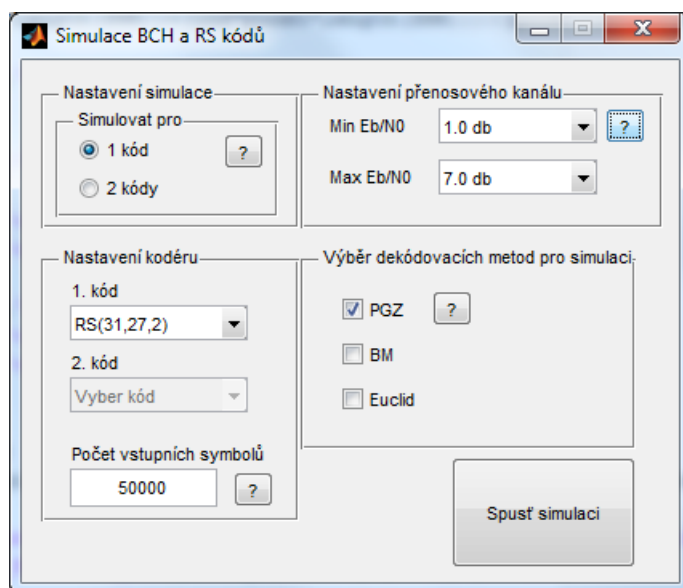 Simulace BCH a RS kódů
Nastavení simulace
Simulovat pro
1 kód
?
2 kódy
Nastavení přenosového kanálu
Min Eb/N0
1.0 db
?
Max Eb/N0
7.0 db
Nastavení kodéru
1. kód
RS(31,27,2)
2. kód
Vyber kód
Počet vstupních symbolů
50000
?
Výběr dekódovacích metod pro simulaci
PGZ
?
BM
Euclid
Spusť simulaci